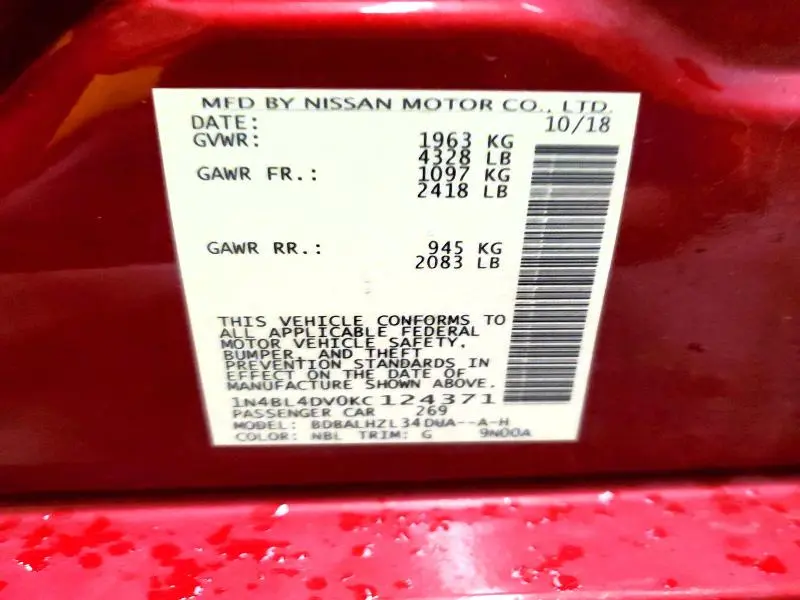 MFD BY NISSAN MOTOR CO., LTD.
DATE: 10/18
GVWR: 1963 KG
4328 LB
GAWR FR.: 1097 KG
2418 LB
GAWR RR.: 945 KG
2083 LB
THIS VEHICLE CONFORMS TO
ALL APPLICABLE FEDERAL
MOTOR VEHICLE SAFETY,
BUMPER, AND THEFT
PREVENTION STANDARDS IN
EFFECT ON THE DATE OF
MANUFACTURE SHOWN ABOVE.
1N4BL4DV0KC124371
PASSENGER CAR 269
MODEL: BDBALHZL34DUA--A-H
COLOR: NBL TRIM: G 9N00A